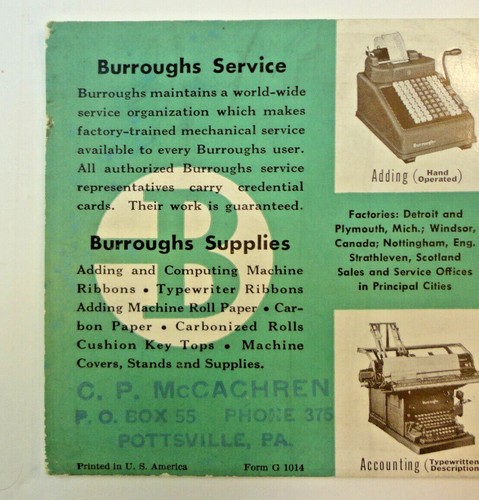 Burroughs Service
Burroughs maintains a world-wide
service organization which makes
factory-trained mechanical service
available to every Burroughs user.
All authorized Burroughs service
representatives carry credential
cards. Their work is guaranteed.
B
Burroughs Supplies
Adding and Computing Machine
Ribbons • Typewriter Ribbons
Adding Machine Roll Paper • Car-
bon Paper • Carbonized Rolls
Cushion Key Tops • Machine
Covers, Stands and Supplies.
C. P. McCACHREN
P. O. BOX 55 PHONE 375
POTTSVILLE, PA.
Printed in U. S. America Form G 1014
Burroughs
Adding (Hand Operated)
Factories: Detroit and
Plymouth, Mich.; Windsor,
Canada; Nottingham, Eng.
Strathleven, Scotland
Sales and Service Offices
in Principal Cities
Accounting (Typewritten Description